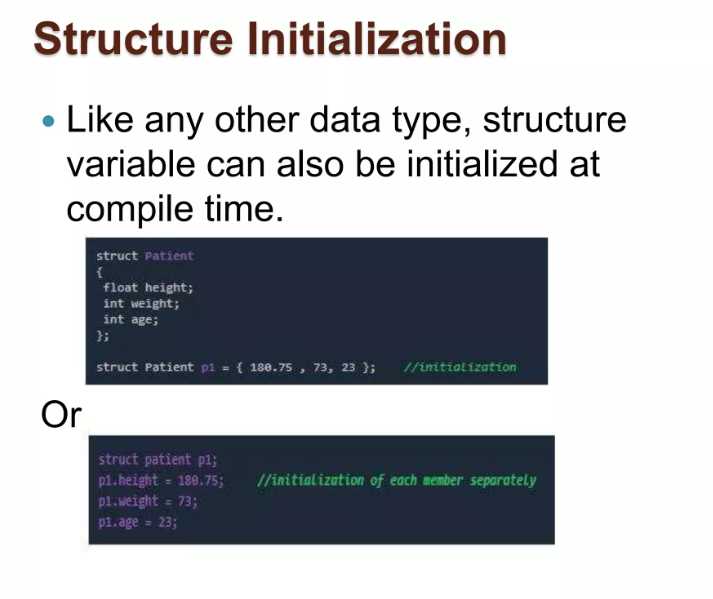 Structure Initialization
Like any other data type, structure
variable can also be initialized at
compile time.
struct Patient
{
float height;
int weight;
int age;
};
struct Patient p1 = { 180.75 , 73, 23 };    //initialization
Or
struct patient p1;
p1.height = 180.75;    //initialization of each member separately
p1.weight = 73;
p1.age = 23;